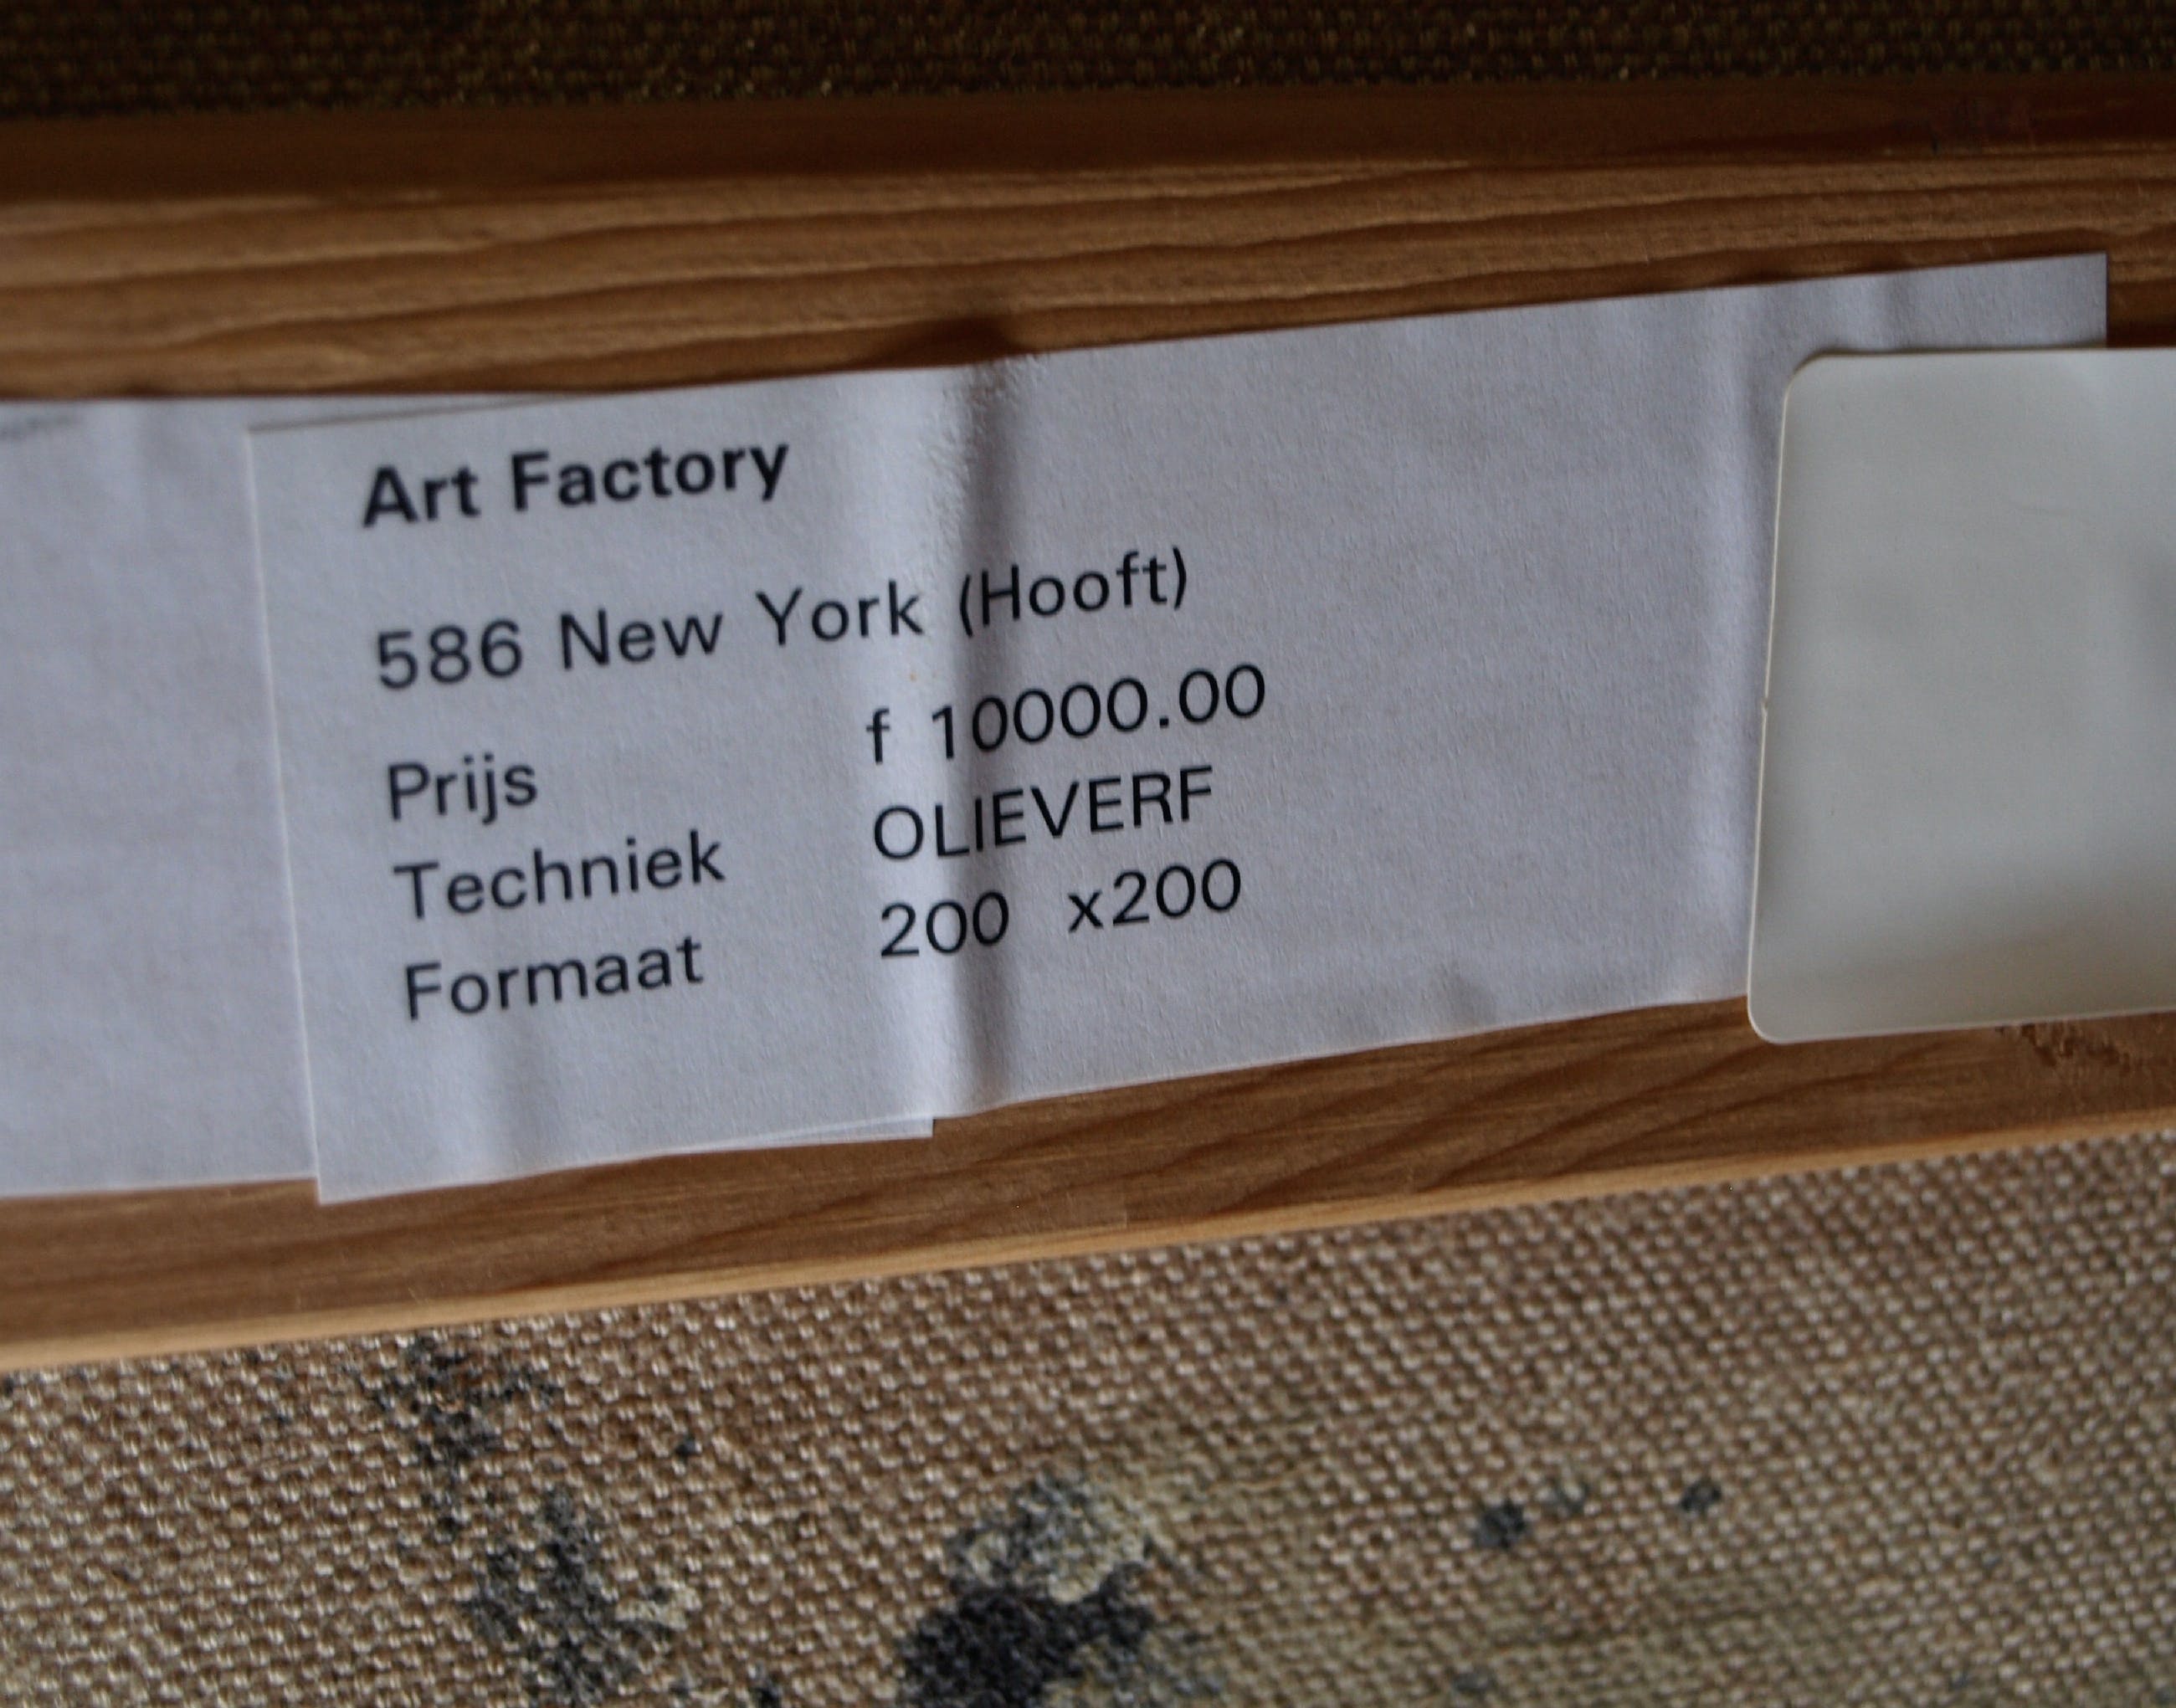 Art Factory
586 New York (Hooft)
Prijs f 10000.00
Techniek OLIEVERF
Formaat 200 x200